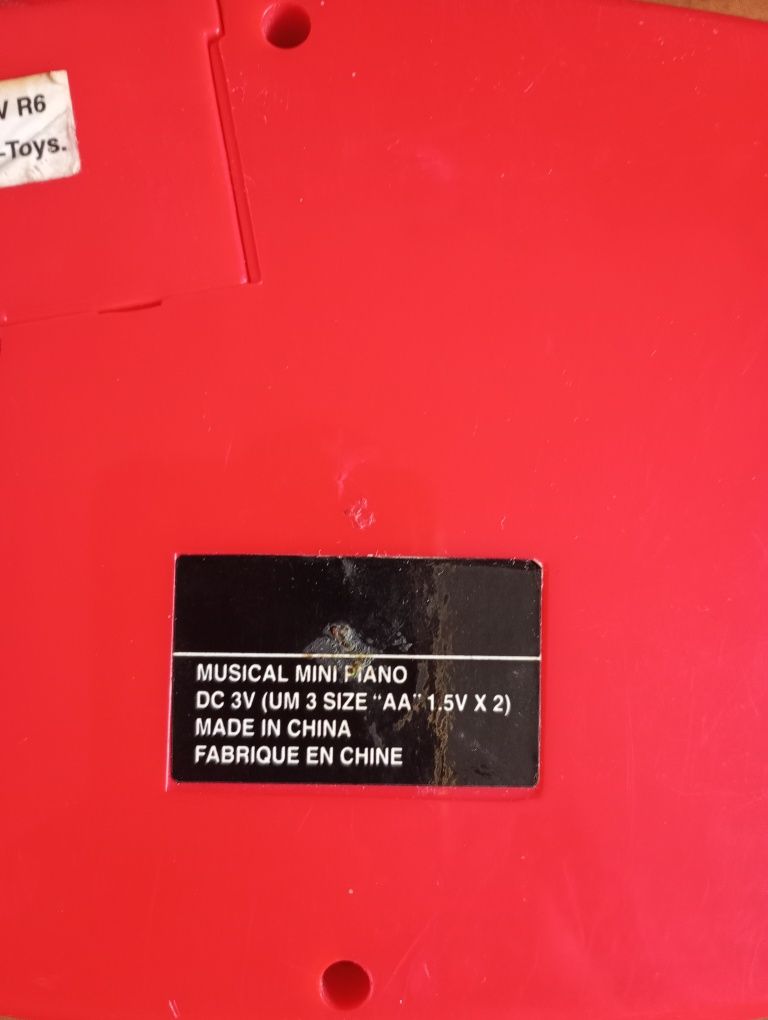 V R6
-Toys.
MUSICAL MINI PIANO
DC 3V (UM 3 SIZE “AA” 1.5V X 2)
MADE IN CHINA
FABRIQUE EN CHINE